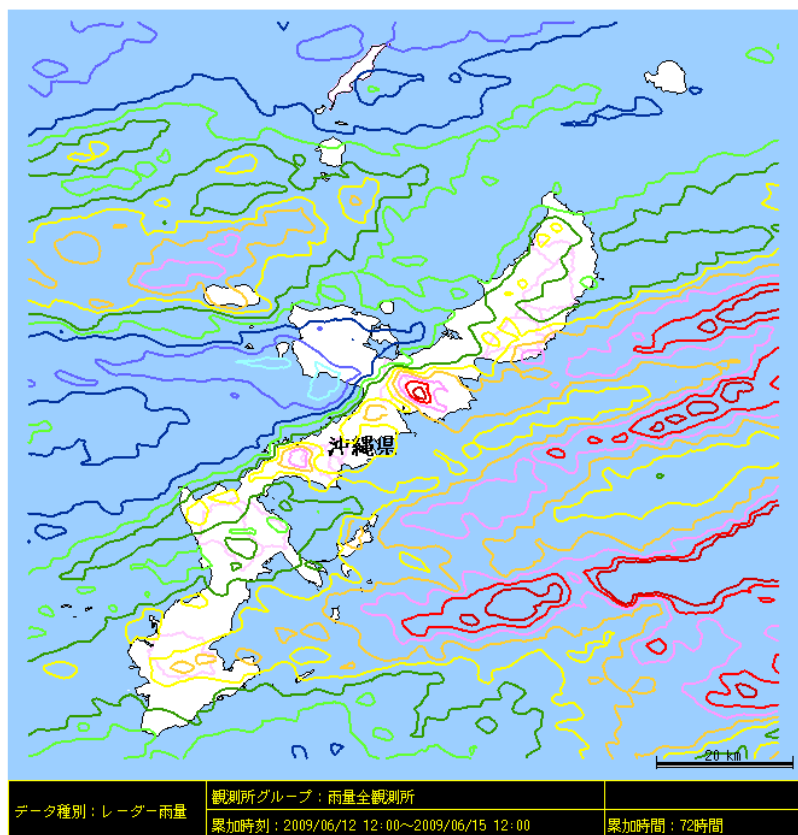 沖縄県
20 km
データ種別：レーダー雨量
観測所グループ：雨量全観測所
累加時刻：2009/06/12 12:00～2009/06/15 12:00
累加時間：72時間